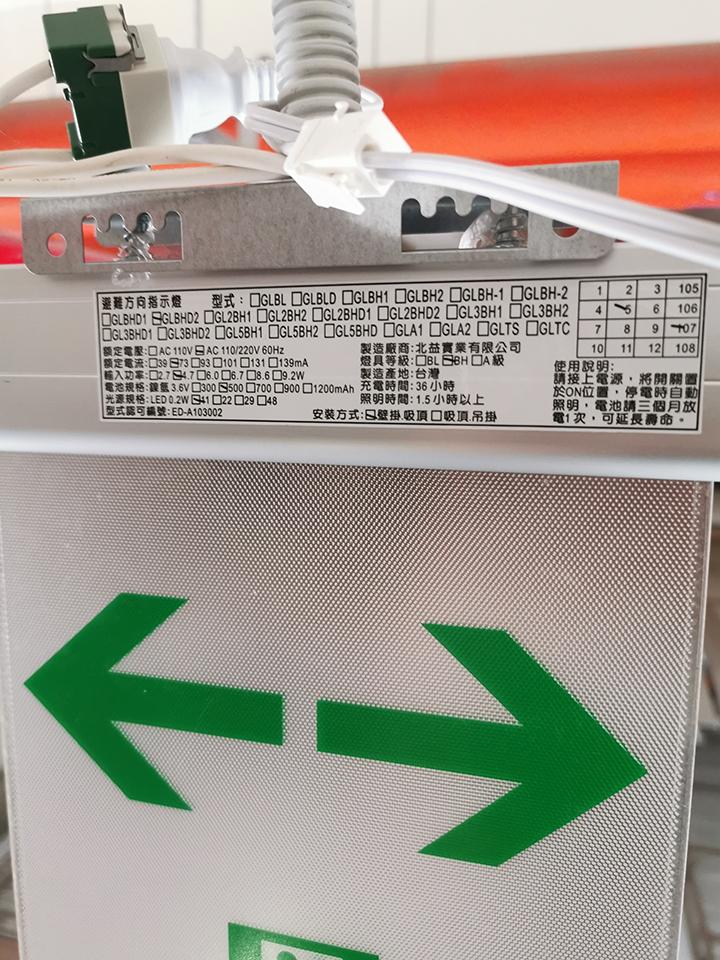 避難方向指示燈 型式: □GLBL □GLBLD □GLBH1 □GLBH2 □GLBH-1 □GLBH-2
□GLBHD1 ☑GLBHD2 □GL2BH1 □GL2BH2 □GL2BHD1 □GL2BHD2 □GL3BH1 □GL3BH2
□GL3BHD1 □GL3BHD2 □GL5BH1 □GL5BH2 □GL5BHD □GLA1 □GLA2 □GLTS □GLTC
額定電壓:□AC 110V ☑AC 110/220V 60Hz
額定電流:□39 ☑73 □93 □101 □131 □139mA
輸入功率:□2.7 ☑4.7 □6.0 □6.7 □8.6 □9.2W
電池規格:鎳氫 3.6V □300 ☑500 □700 □900 □1200mAh
光源規格:LED 0.2W ☑41 □22 □29 □48
型式認可編號: ED-A103002
製造廠商:北益實業有限公司
燈具等級:□BL ☑BH □A級
製造產地:台灣
充電時間:36小時
照明時間:1.5小時以上
安裝方式:☑壁掛.吸頂 □吸頂.吊掛
1 2 3 105
4 5 6 106
7 8 9 107
10 11 12 108
使用說明:
請接上電源，將開關置
於ON位置，停電時自動
照明，電池請三個月放
電1次，可延長壽命。